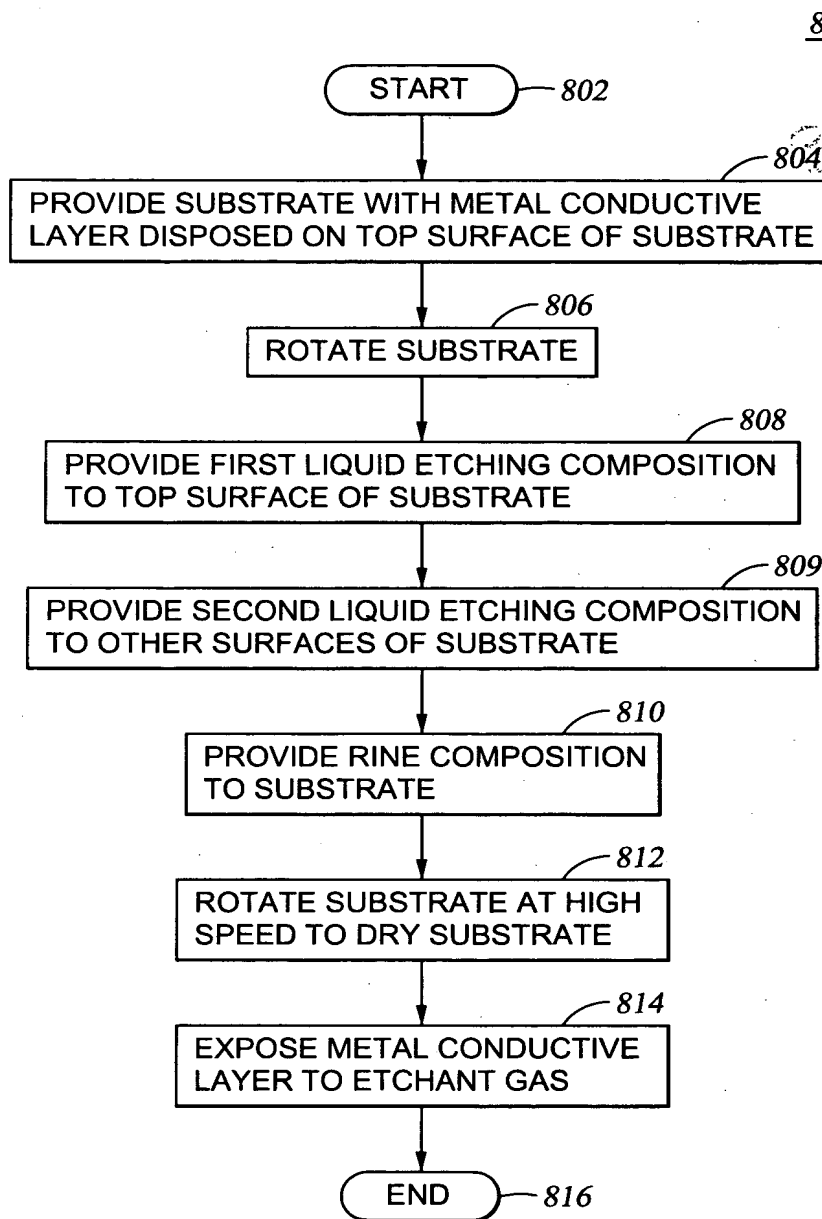 8
START
802
804
PROVIDE SUBSTRATE WITH METAL CONDUCTIVE
LAYER DISPOSED ON TOP SURFACE OF SUBSTRATE
806
ROTATE SUBSTRATE
808
PROVIDE FIRST LIQUID ETCHING COMPOSITION
TO TOP SURFACE OF SUBSTRATE
809
PROVIDE SECOND LIQUID ETCHING COMPOSITION
TO OTHER SURFACES OF SUBSTRATE
810
PROVIDE RINE COMPOSITION
TO SUBSTRATE
812
ROTATE SUBSTRATE AT HIGH
SPEED TO DRY SUBSTRATE
814
EXPOSE METAL CONDUCTIVE
LAYER TO ETCHANT GAS
END
816